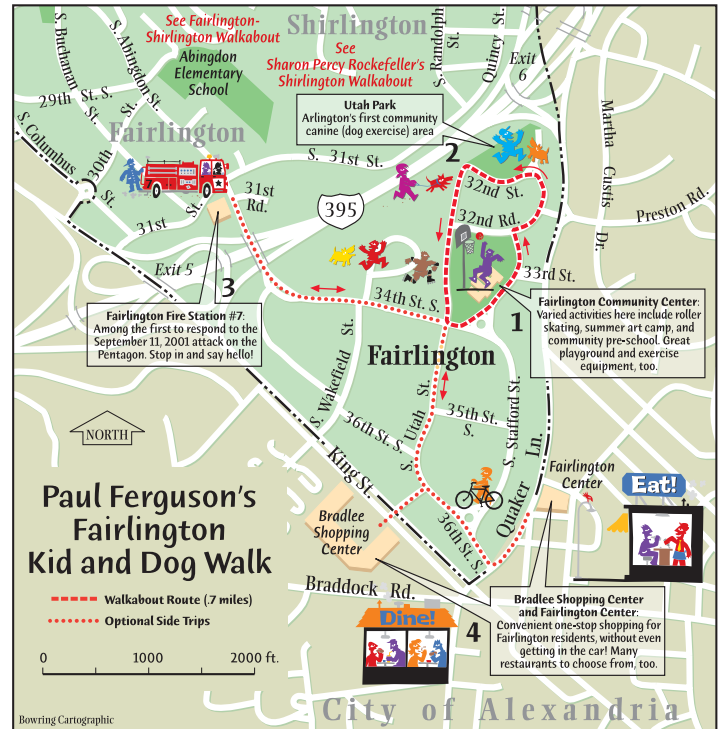 See Fairlington-
Shirlington Walkabout
Shirlington
See
Sharon Percy Rockefeller's
Shirlington Walkabout
Abingdon
Elementary
School
S. Buchanan St.
S. Abingdon St.
S. Randolph St.
Quincy St.
Exit
6
29th St. S.
S. Columbus St.
30th St.
Fairlington
Utah Park
Arlington's first community
canine (dog exercise) area
2
Martha Custis Dr.
Preston Rd.
S. 31st St.
31st
Rd.
31st St.
32nd St.
32nd Rd.
33rd St.
395
7
Exit 5
3
Fairlington Fire Station #7:
Among the first to respond to the
September 11, 2001 attack on the
Pentagon. Stop in and say hello!
34th St. S.
1
Fairlington Community Center:
Varied activities here include roller
skating, summer art camp, and
community pre-school. Great
playground and exercise
equipment, too.
Fairlington
S. Wakefield St.
S. Utah St.
35th St.
S.
S. Stafford St.
36th St. S.
King St.
Quaker Ln.
36th St. S.
NORTH
Fairlington
Center
Eat!
Bradlee
Shopping
Center
Paul Ferguson's
Fairlington
Kid and Dog Walk
Walkabout Route (.7 miles)
Optional Side Trips
0 1000 2000 ft.
Braddock Rd.
Dine!
4
Bradlee Shopping Center
and Fairlington Center:
Convenient one-stop shopping for
Fairlington residents, without even
getting in the car! Many
restaurants to choose from, too.
City of Alexandria
Bowring Cartographic